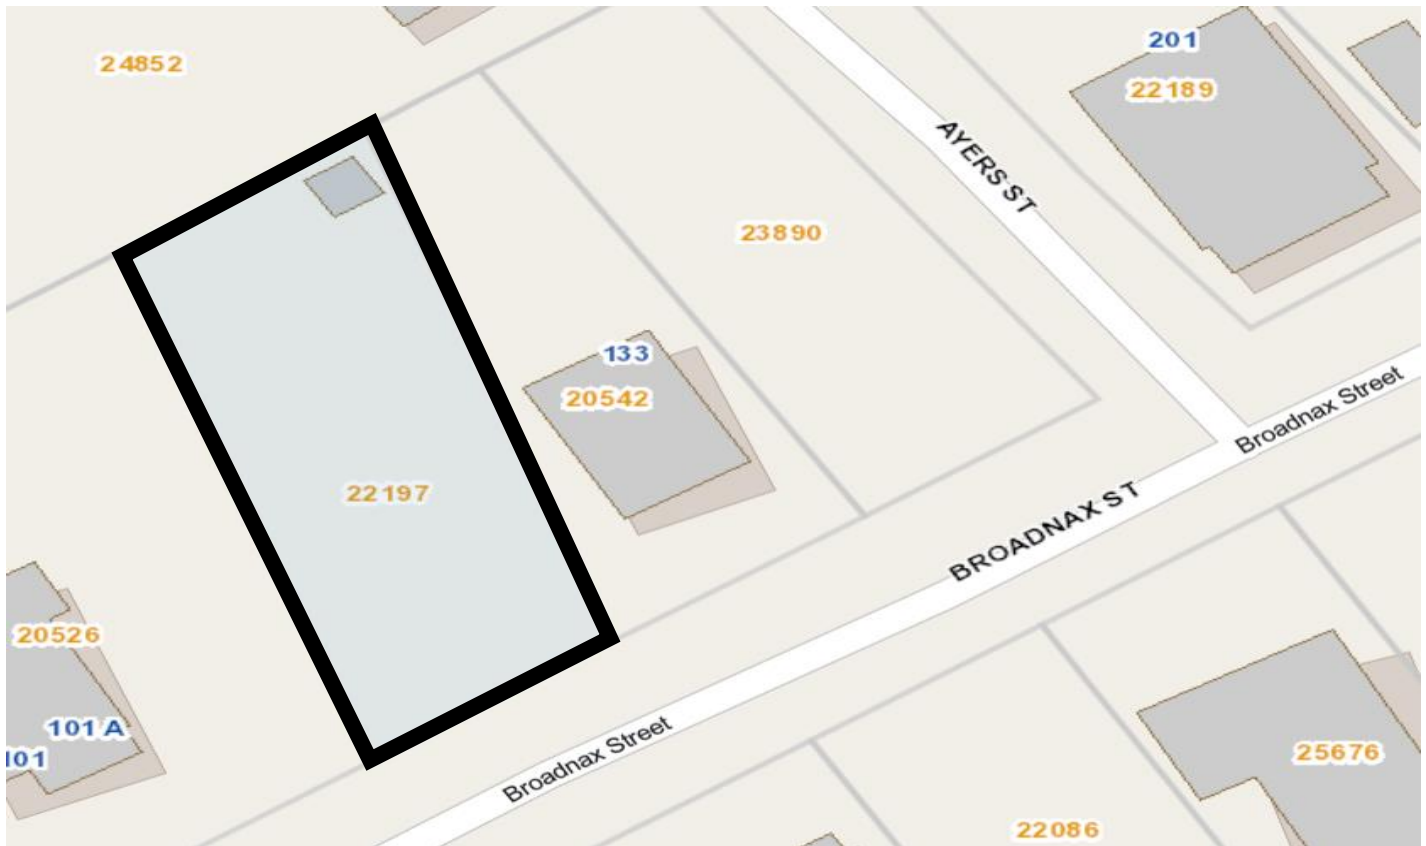 201
24852
22189
AYERS ST
23890
133
20542
Broadnax Street
22197
BROADNAX ST
20526
101 A
101
Broadnax Street
25676
22086